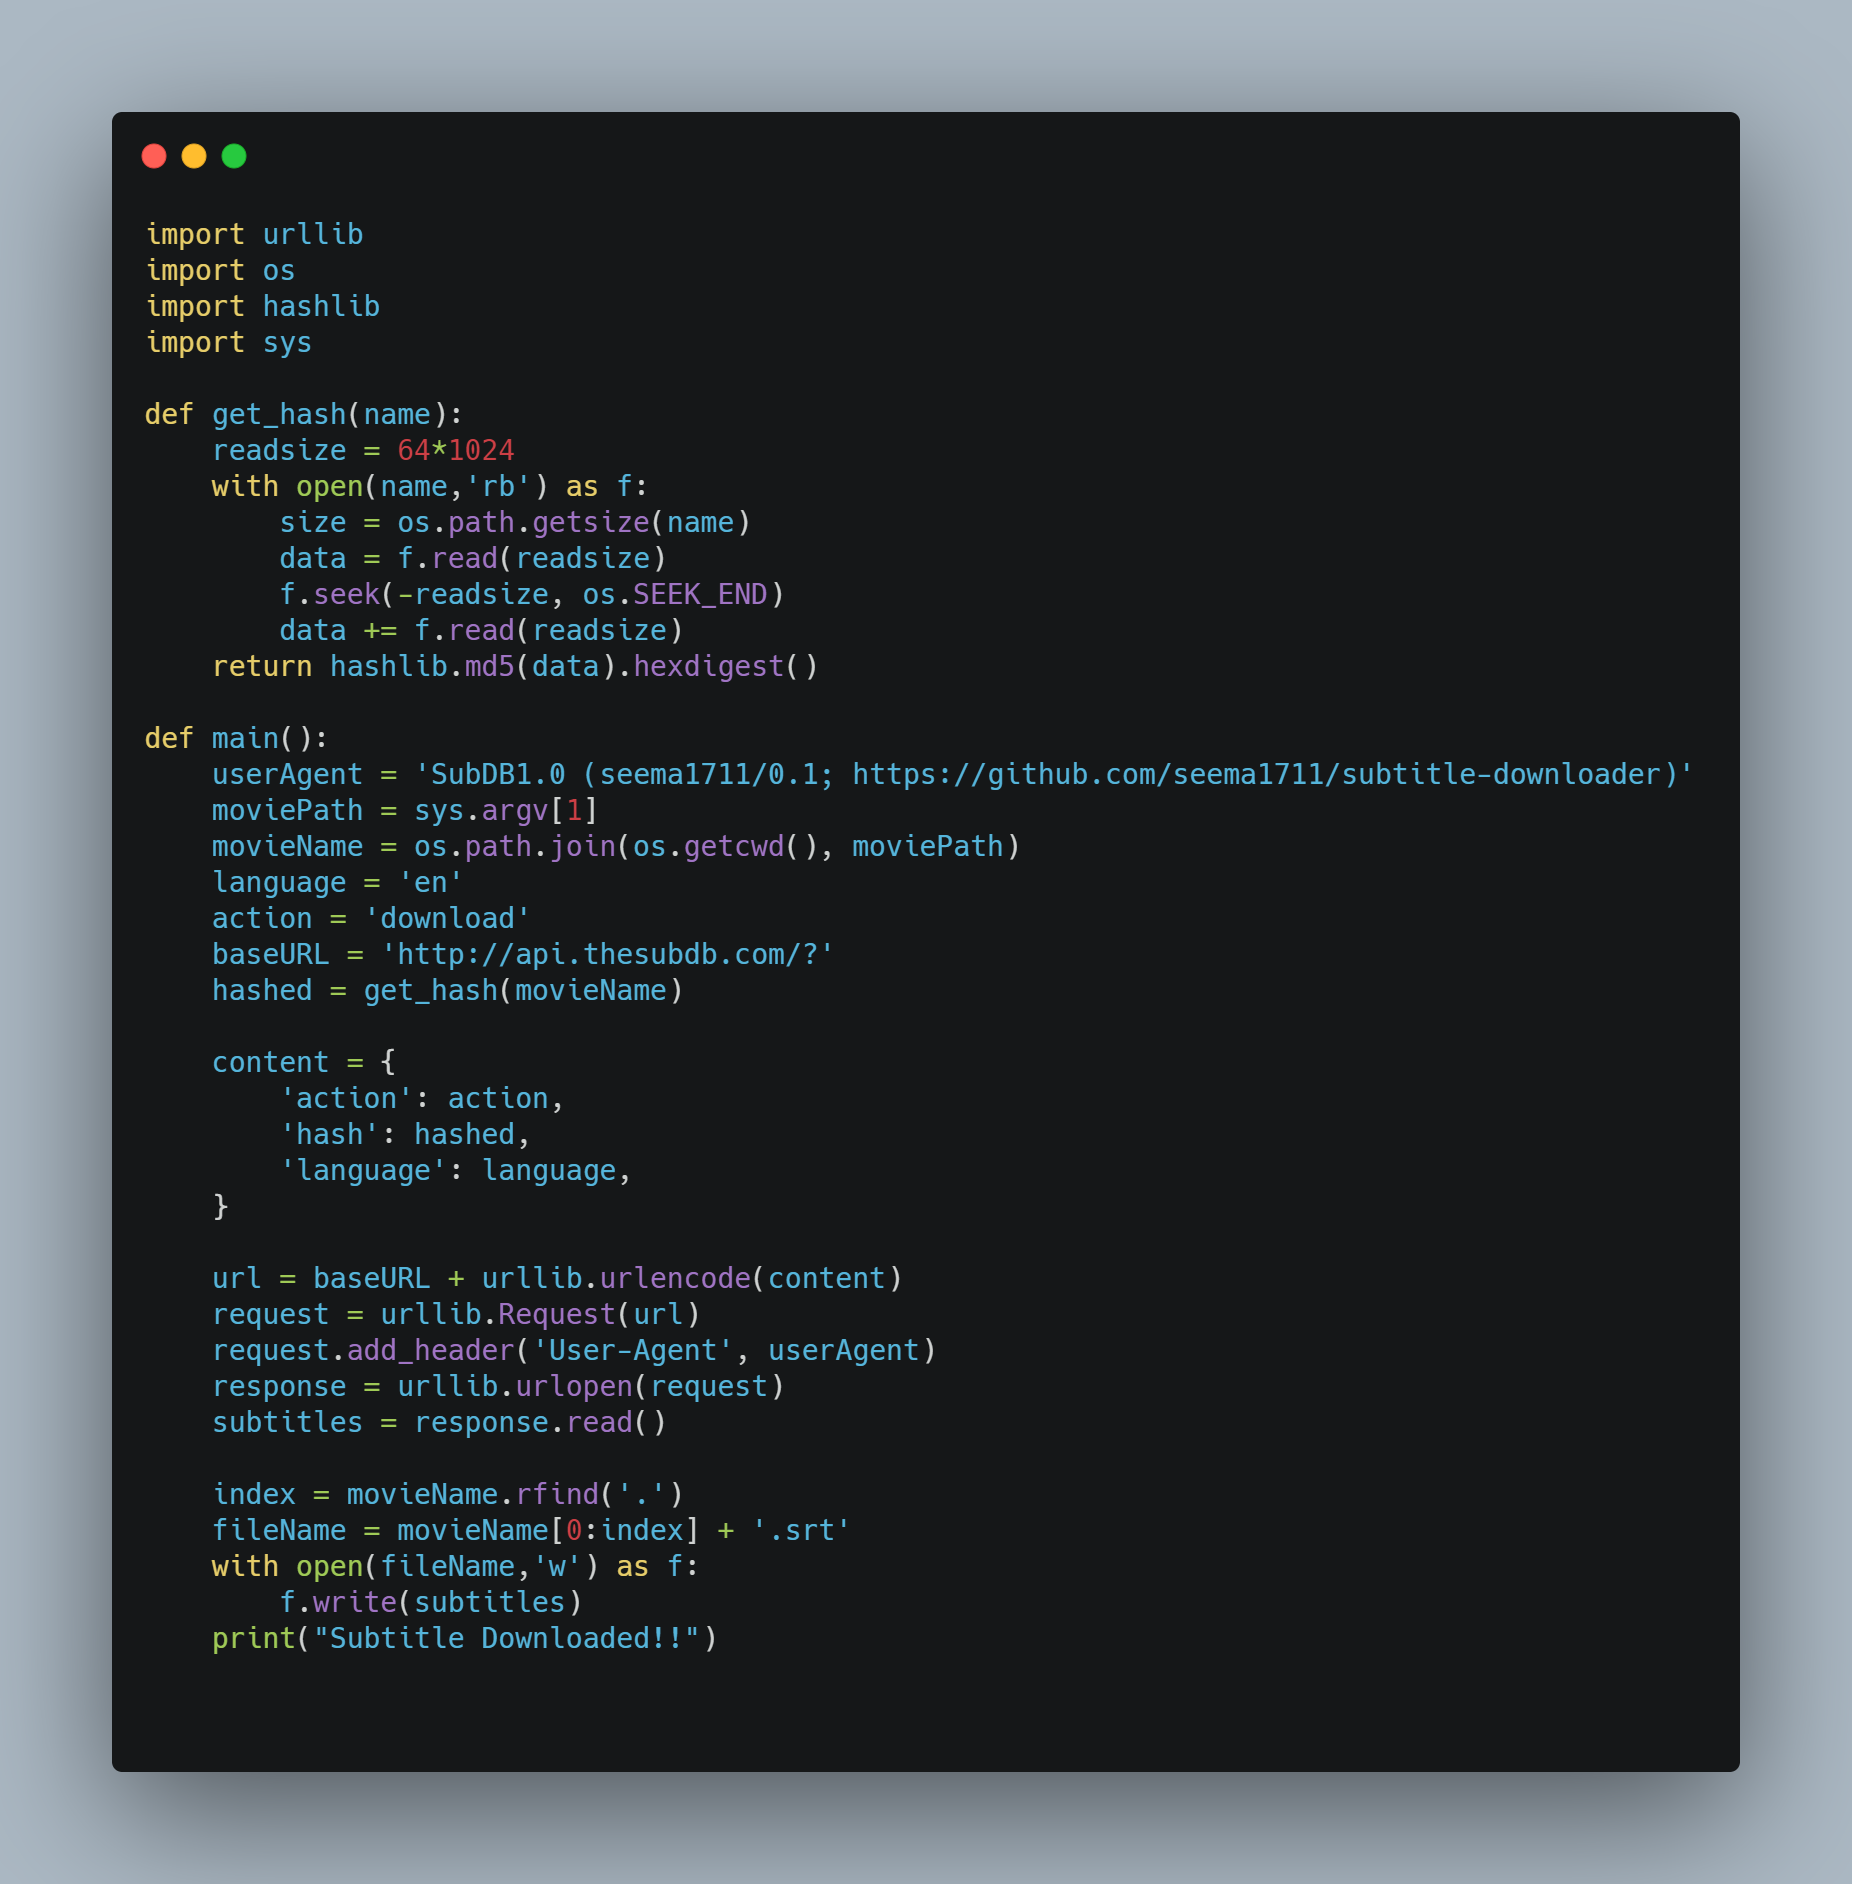 import urllib
import os
import hashlib
import sys

def get_hash(name):
    readsize = 64*1024
    with open(name,'rb') as f:
        size = os.path.getsize(name)
        data = f.read(readsize)
        f.seek(-readsize, os.SEEK_END)
        data += f.read(readsize)
    return hashlib.md5(data).hexdigest()

def main():
    userAgent = 'SubDB1.0 (seema1711/0.1; https://github.com/seema1711/subtitle-downloader)'
    moviePath = sys.argv[1]
    movieName = os.path.join(os.getcwd(), moviePath)
    language = 'en'
    action = 'download'
    baseURL = 'http://api.thesubdb.com/?'
    hashed = get_hash(movieName)

    content = {
        'action': action,
        'hash': hashed,
        'language': language,
    }

    url = baseURL + urllib.urlencode(content)
    request = urllib.Request(url)
    request.add_header('User-Agent', userAgent)
    response = urllib.urlopen(request)
    subtitles = response.read()

    index = movieName.rfind('.')
    fileName = movieName[0:index] + '.srt'
    with open(fileName,'w') as f:
        f.write(subtitles)
    print("Subtitle Downloaded!!")